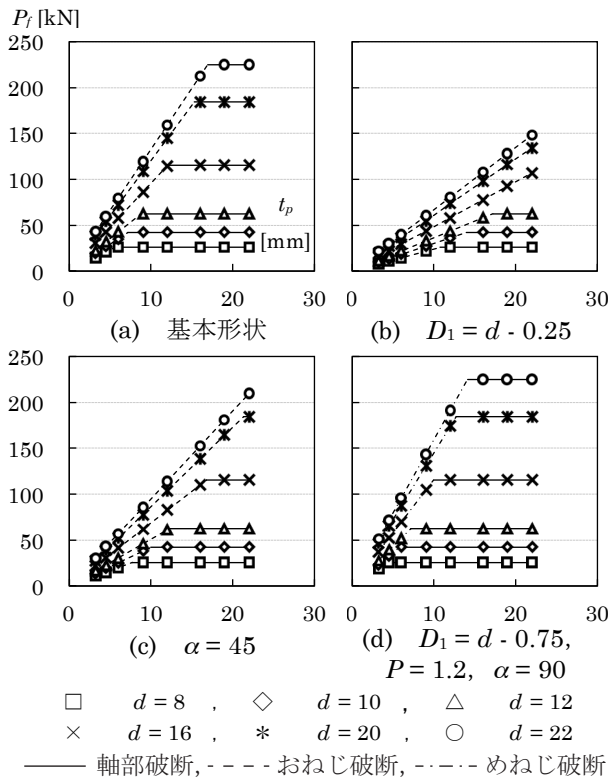 P_f [kN]
250
200
150
100
50
0
t_p
[mm]
0 10 20 30
(a) 基本形状
0 10 20 30
(b) D₁ = d - 0.25
250
200
150
100
50
0
0 10 20 30
(c) α = 45
0 10 20 30
(d) D₁ = d - 0.75,
P = 1.2, α = 90
□ d = 8 , ◇ d = 10 , △ d = 12
× d = 16 , * d = 20 , ○ d = 22
—— 軸部破断, - - - - - おねじ破断, -・-・- めねじ破断